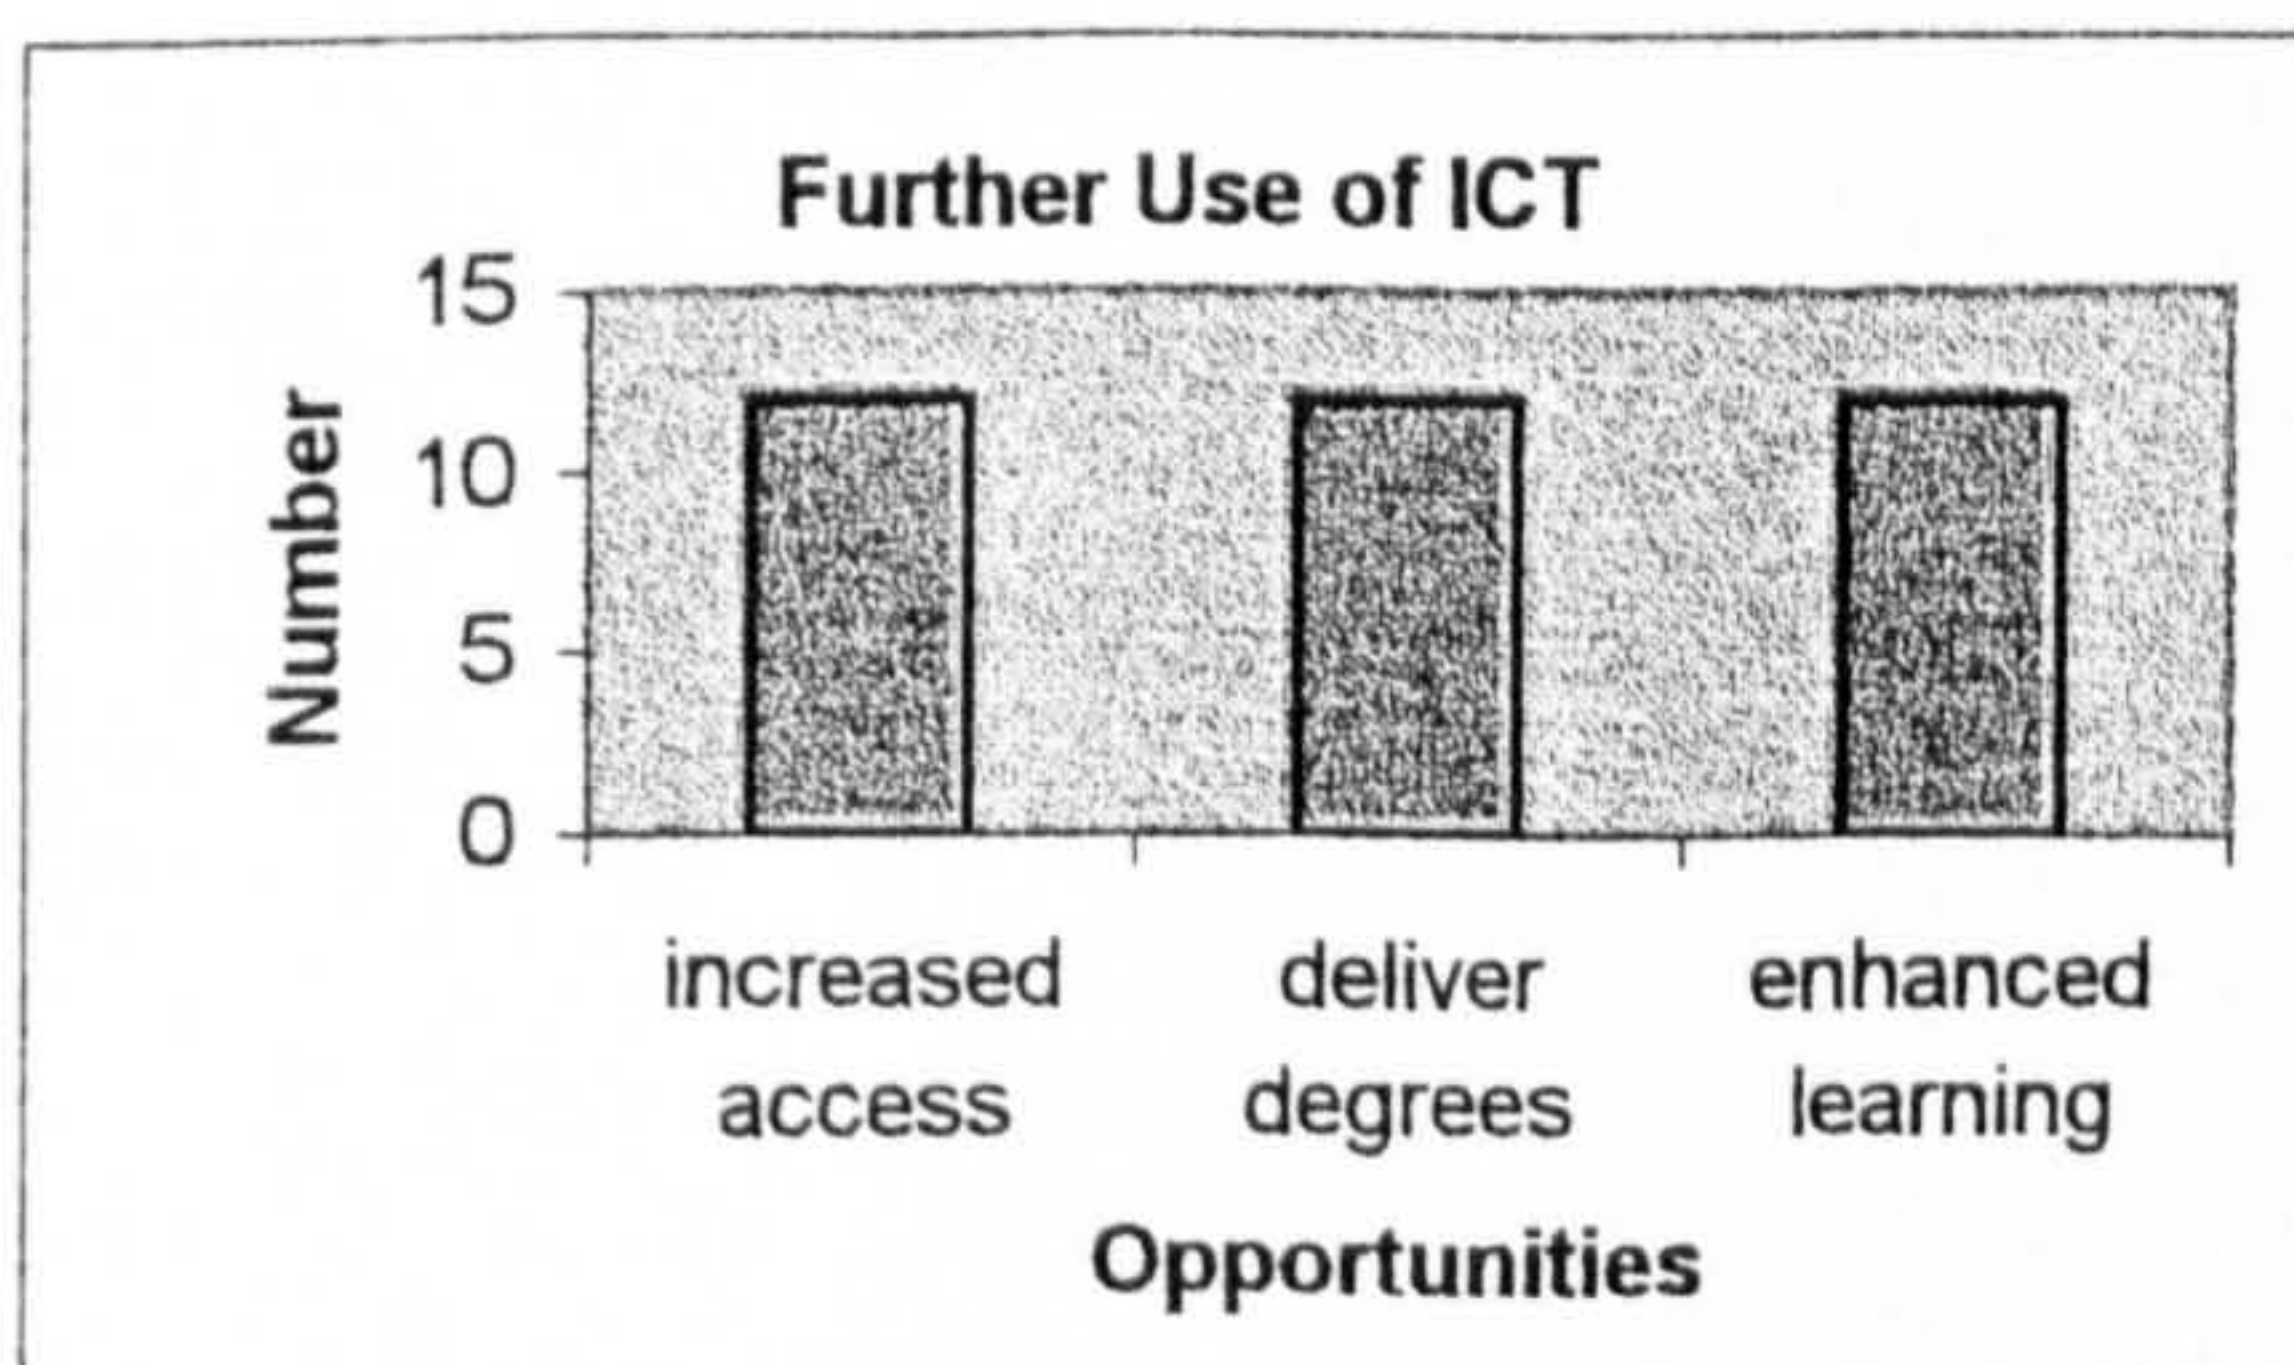 Further Use of ICT
15
10
5
0
Number
increased
access
deliver
degrees
enhanced
learning
Opportunities